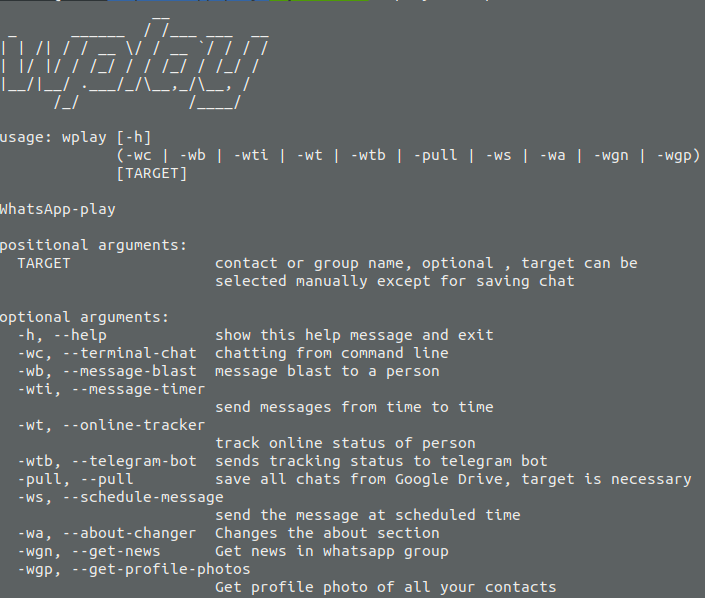 wplay
usage: wplay [-h]
(-wc | -wb | -wti | -wt | -wtb | -pull | -ws | -wa | -wgn | -wgp)
[TARGET]
WhatsApp-play
positional arguments:
TARGET contact or group name, optional , target can be
selected manually except for saving chat
optional arguments:
-h, --help show this help message and exit
-wc, --terminal-chat chatting from command line
-wb, --message-blast message blast to a person
-wti, --message-timer
send messages from time to time
-wt, --online-tracker
track online status of person
-wtb, --telegram-bot sends tracking status to telegram bot
-pull, --pull save all chats from Google Drive, target is necessary
-ws, --schedule-message
send the message at scheduled time
-wa, --about-changer Changes the about section
-wgn, --get-news Get news in whatsapp group
-wgp, --get-profile-photos
Get profile photo of all your contacts